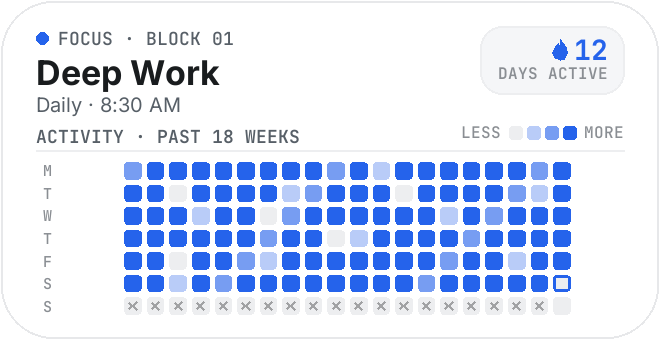 FOCUS · BLOCK 01
Deep Work
Daily · 8:30 AM
12
DAYS ACTIVE
ACTIVITY · PAST 18 WEEKS
LESS MORE
M
T
W
T
F
S
S